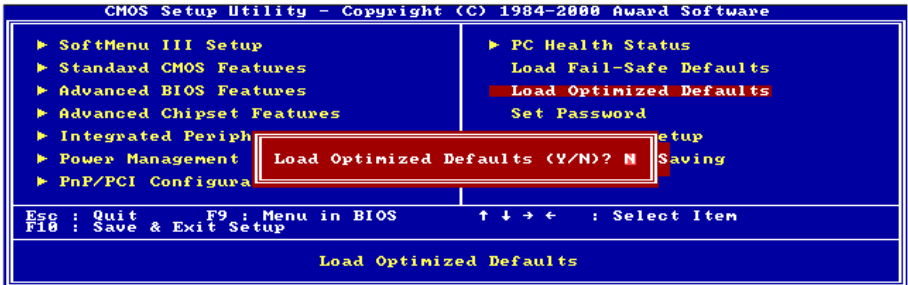 CMOS Setup Utility - Copyright (C) 1984-2000 Award Software
► SoftMenu III Setup
► Standard CMOS Features
► Advanced BIOS Features
► Advanced Chipset Features
► Integrated Periph
► Power Management
► PnP/PCI Configura
► PC Health Status
Load Fail-Safe Defaults
Load Optimized Defaults
Set Password
etup
Saving
Load Optimized Defaults (Y/N)? N
Esc : Quit F9 : Menu in BIOS ↑ ↓ → ← : Select Item
F10 : Save & Exit Setup
Load Optimized Defaults